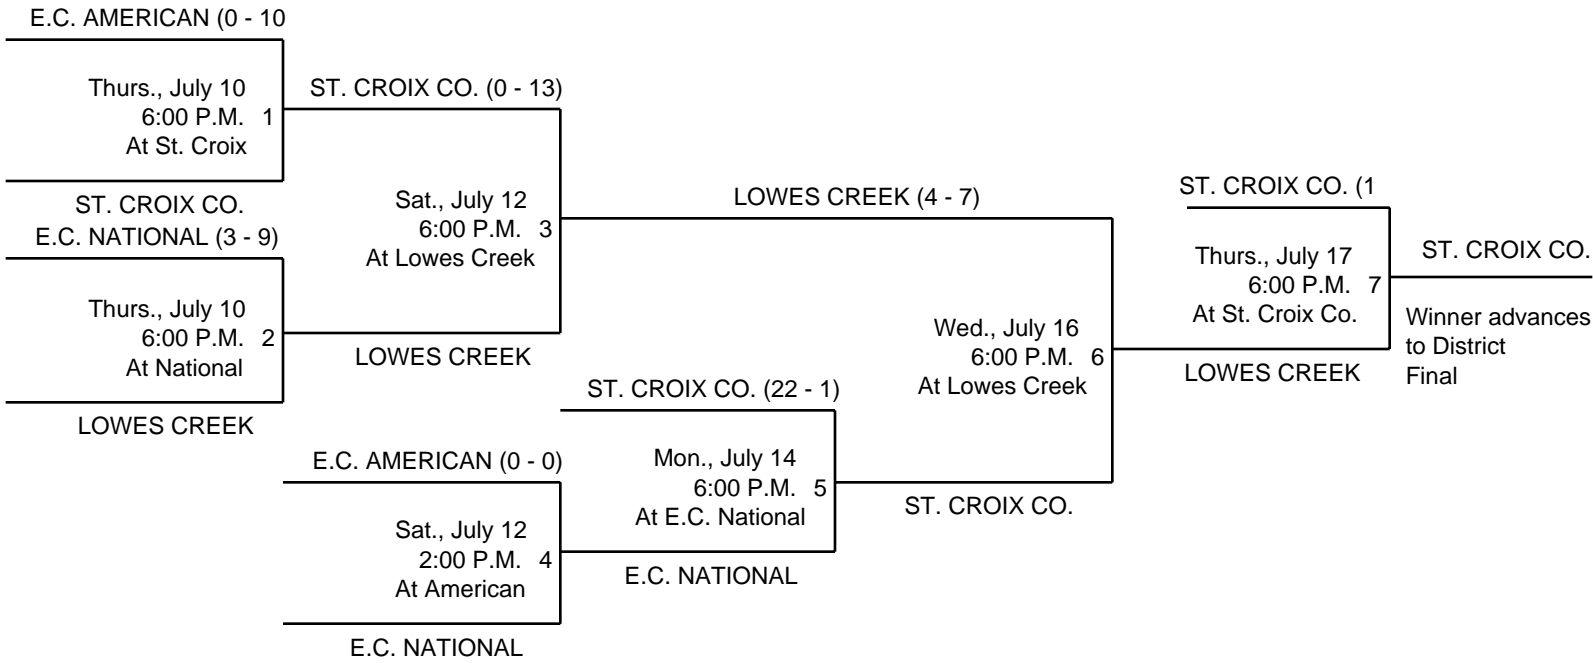 E.C. AMERICAN (0 - 10
Thurs., July 10
6:00 P.M. 1
At St. Croix
ST. CROIX CO.
E.C. NATIONAL (3 - 9)
Thurs., July 10
6:00 P.M. 2
At National
LOWES CREEK
ST. CROIX CO. (0 - 13)
Sat., July 12
6:00 P.M. 3
At Lowes Creek
LOWES CREEK
E.C. AMERICAN (0 - 0)
Sat., July 12
2:00 P.M. 4
At American
E.C. NATIONAL
ST. CROIX CO. (22 - 1)
Mon., July 14
6:00 P.M. 5
At E.C. National
E.C. NATIONAL
LOWES CREEK (4 - 7)
Wed., July 16
6:00 P.M. 6
At Lowes Creek
ST. CROIX CO.
ST. CROIX CO. (1
Thurs., July 17
6:00 P.M. 7
At St. Croix Co.
LOWES CREEK
ST. CROIX CO.
Winner advances
to District
Final